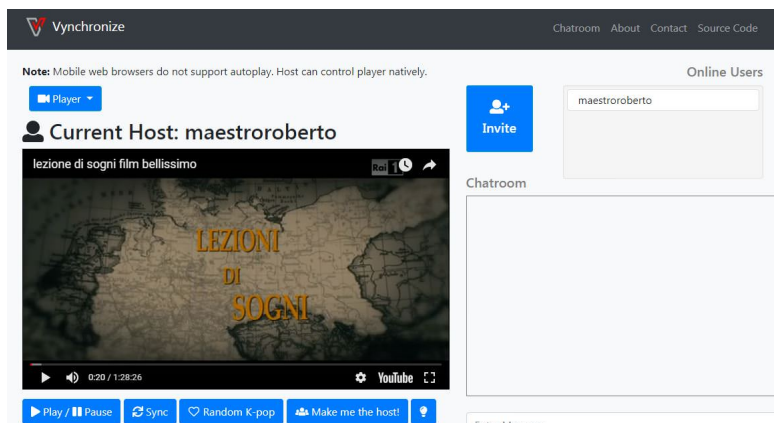 Vynchronize
Chatroom About Contact Source Code
Note: Mobile web browsers do not support autoplay. Host can control player natively.
Online Users
Player
maestroroberto
Invite
Current Host: maestroroberto
lezione di sogni film bellissimo
Rai 1
Chatroom
LEZIONI
DI
SOGNI
0:20 / 1:28:26
YouTube
Play / Pause
Sync
Random K-pop
Make me the host!